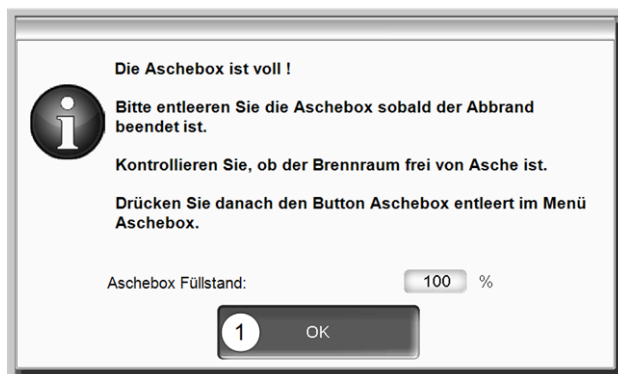 Die Aschebox ist voll !
Bitte entleeren Sie die Aschebox sobald der Abbrand
beendet ist.
Kontrollieren Sie, ob der Brennraum frei von Asche ist.
Drücken Sie danach den Button Aschebox entleert im Menü
Aschebox.
Aschebox Füllstand: 100 %
1 OK